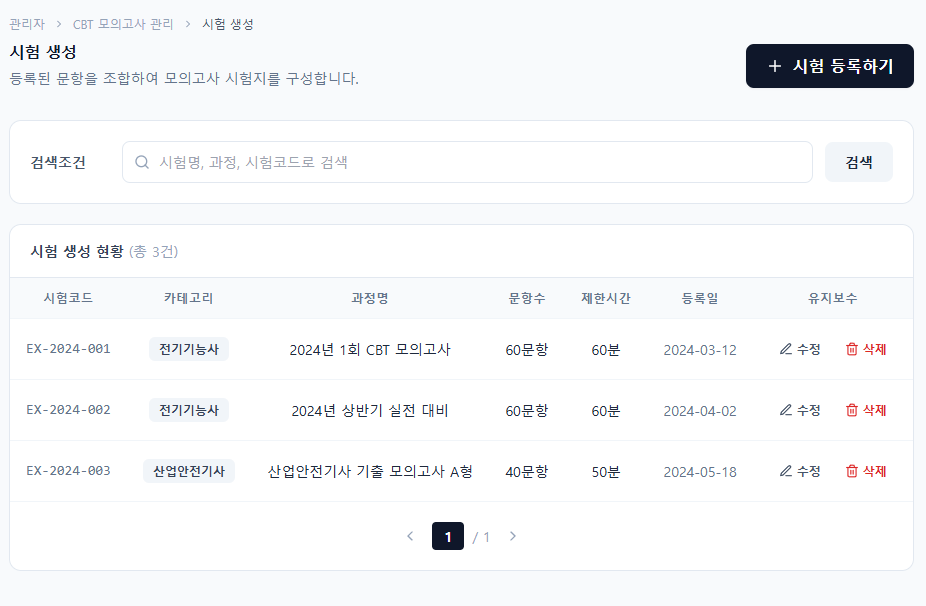 관리자 > CBT 모의고사 관리 > 시험 생성
시험 생성
등록된 문항을 조합하여 모의고사 시험지를 구성합니다.
+ 시험 등록하기
검색조건 시험명, 과정, 시험코드로 검색 검색
시험 생성 현황 (총 3건)
시험코드 카테고리 과정명 문항수 제한시간 등록일 유지보수
EX-2024-001 전기기능사 2024년 1회 CBT 모의고사 60문항 60분 2024-03-12 수정 삭제
EX-2024-002 전기기능사 2024년 상반기 실전 대비 60문항 60분 2024-04-02 수정 삭제
EX-2024-003 산업안전기사 산업안전기사 기출 모의고사 A형 40문항 50분 2024-05-18 수정 삭제
< 1 / 1 >